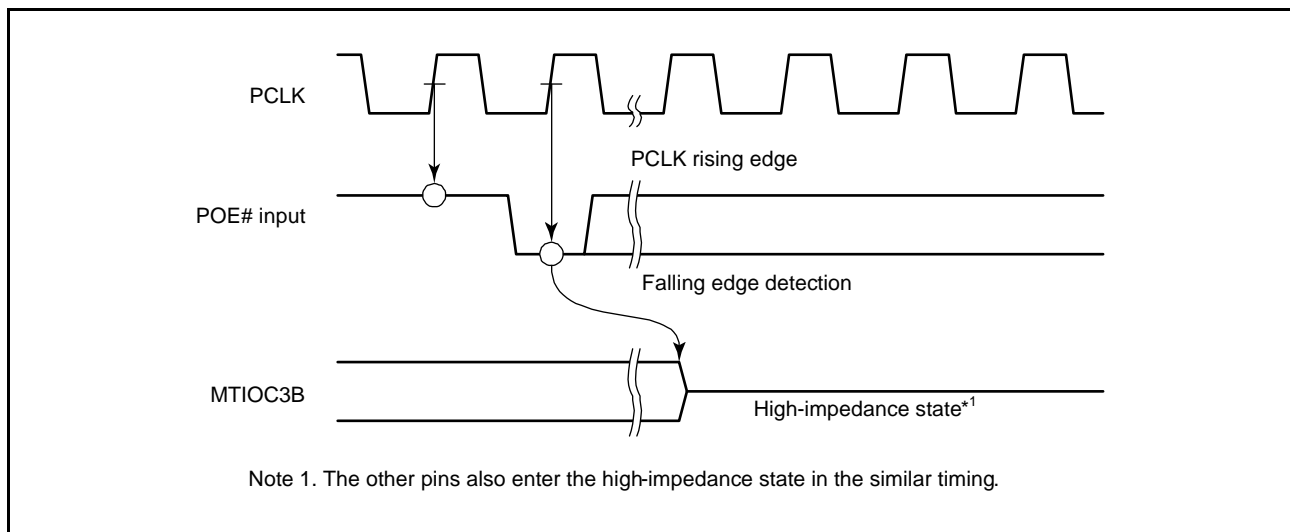 PCLK
PCLK rising edge
POE# input
Falling edge detection
MTIOC3B
High-impedance state*1
Note 1. The other pins also enter the high-impedance state in the similar timing.